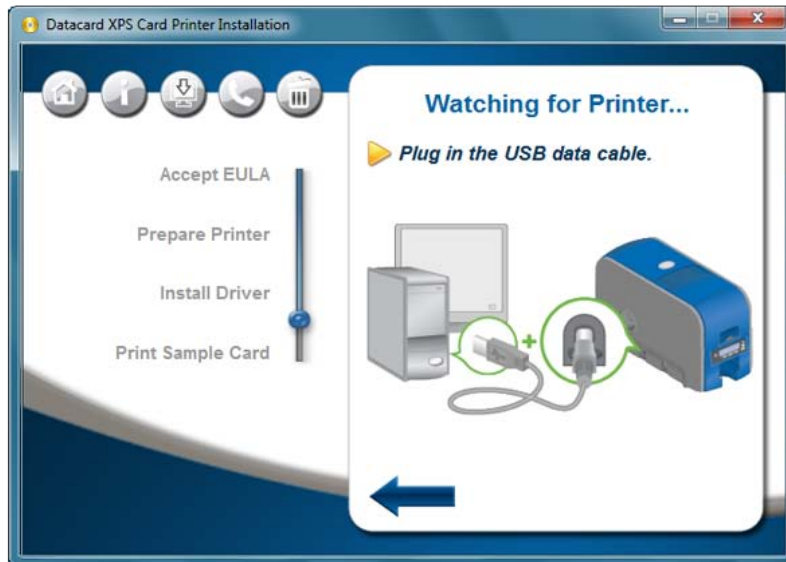 Datacard XPS Card Printer Installation
Watching for Printer...
Plug in the USB data cable.
Accept EULA
Prepare Printer
Install Driver
Print Sample Card